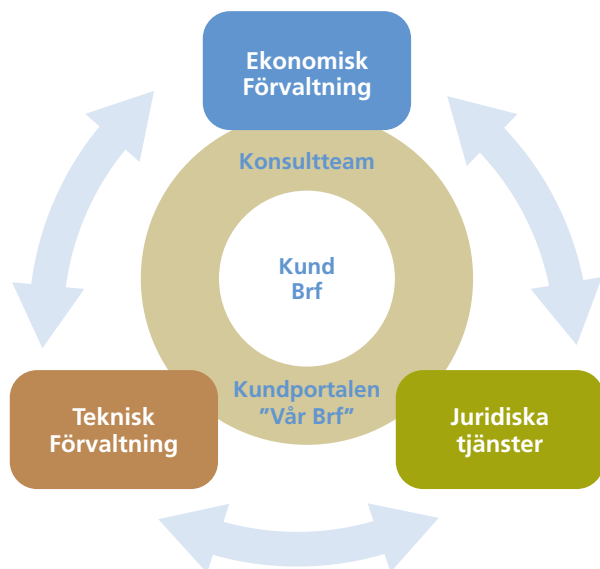 Ekonomisk
Förvaltning
Konsultteam
Kund
Brf
Kundportalen
”Vår Brf”
Teknisk
Förvaltning
Juridiska
tjänster